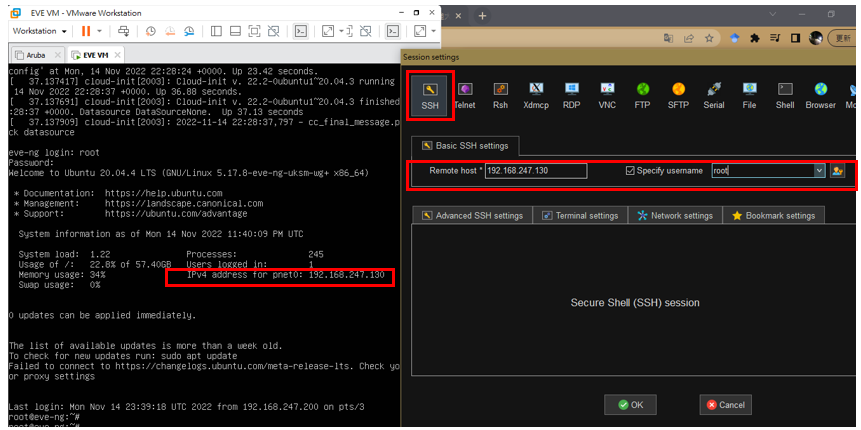 EVE VM - VMware Workstation
Workstation
Aruba
EVE VM
config' at Mon, 14 Nov 2022 22:28:24 +0000. Up 23.42 seconds.
[   37.137417] cloud-init[2003]: Cloud-init v. 22.2-0ubuntu1~20.04.3 running
 14 Nov 2022 22:28:37 +0000. Up 36.88 seconds.
[   37.137691] cloud-init[2003]: Cloud-init v. 22.2-0ubuntu1~20.04.3 finished
:28:37 +0000. Datasource DataSourceNone.  Up 37.13 seconds
[   37.137909] cloud-init[2003]: 2022-11-14 22:28:37,797 - cc_final_message.p
ck datasource
eve-ng login: root
Password:
Welcome to Ubuntu 20.04.4 LTS (GNU/Linux 5.17.8-eve-ng-uksm-wg+ x86_64)
 * Documentation:  https://help.ubuntu.com
 * Management:     https://landscape.canonical.com
 * Support:        https://ubuntu.com/advantage
  System information as of Mon 14 Nov 2022 11:40:09 PM UTC
  System load:  1.22    Processes:    245
  Usage of /:   22.8% of 57.40GB   Users logged in:    1
  Memory usage: 34%    IPv4 address for pnet0: 192.168.247.130
  Swap usage:   0%
0 updates can be applied immediately.
The list of available updates is more than a week old.
To check for new updates run: sudo apt update
Failed to connect to https://changelogs.ubuntu.com/meta-release-lts. Check yo
or proxy settings
Last login: Mon Nov 14 23:39:18 UTC 2022 from 192.168.247.200 on pts/3
root@eve-ng:~#
root@eve-ng:~#
更新
Session settings
SSH
Telnet
Rsh
Xdmcp
RDP
VNC
FTP
SFTP
Serial
File
Shell
Browser
Mo
Basic SSH settings
Remote host * 192.168.247.130
Specify username root
Advanced SSH settings
Terminal settings
Network settings
Bookmark settings
Secure Shell (SSH) session
OK
Cancel